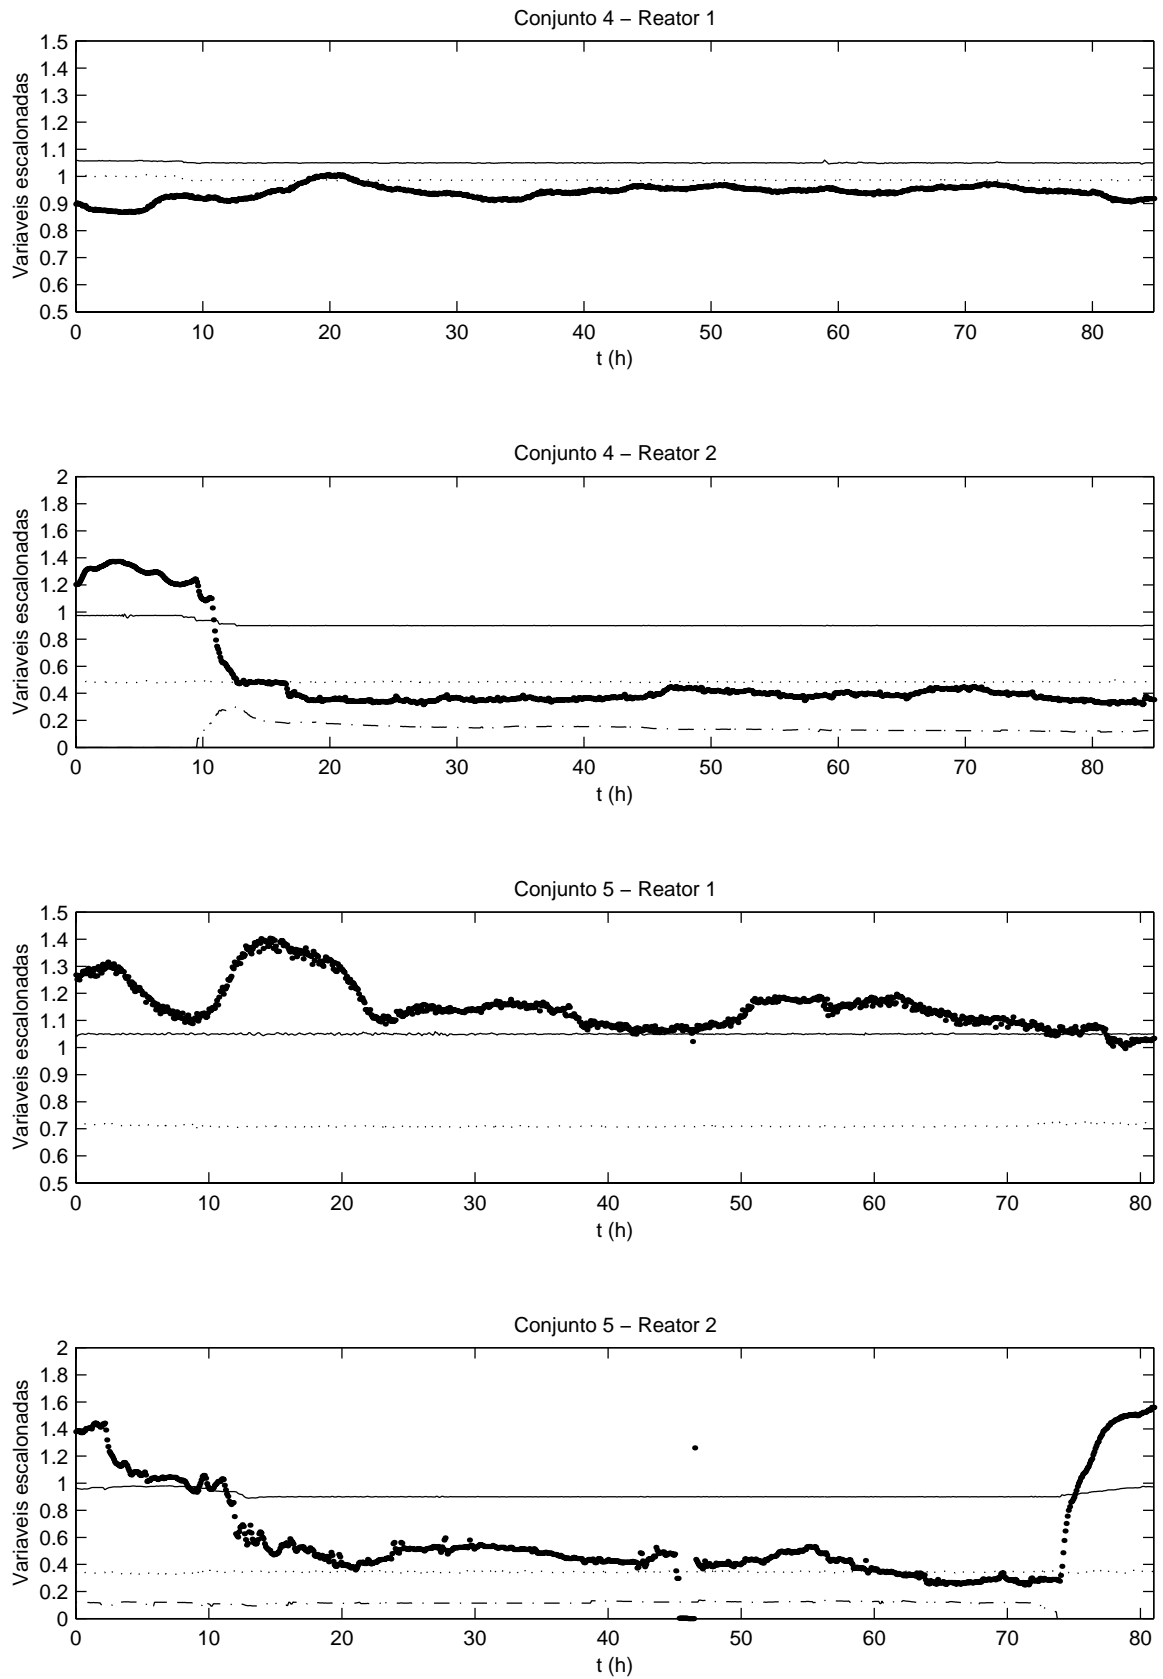 Conjunto 4 − Reator 1
1.5
1.4
1.3
1.2
1.1
1
0.9
0.8
0.7
0.6
0.5
Variaveis escalonadas
0 10 20 30 40 50 60 70 80
t (h)
Conjunto 4 − Reator 2
2
1.8
1.6
1.4
1.2
1
0.8
0.6
0.4
0.2
0
Variaveis escalonadas
0 10 20 30 40 50 60 70 80
t (h)
Conjunto 5 − Reator 1
1.5
1.4
1.3
1.2
1.1
1
0.9
0.8
0.7
0.6
0.5
Variaveis escalonadas
0 10 20 30 40 50 60 70 80
t (h)
Conjunto 5 − Reator 2
2
1.8
1.6
1.4
1.2
1
0.8
0.6
0.4
0.2
0
Variaveis escalonadas
0 10 20 30 40 50 60 70 80
t (h)